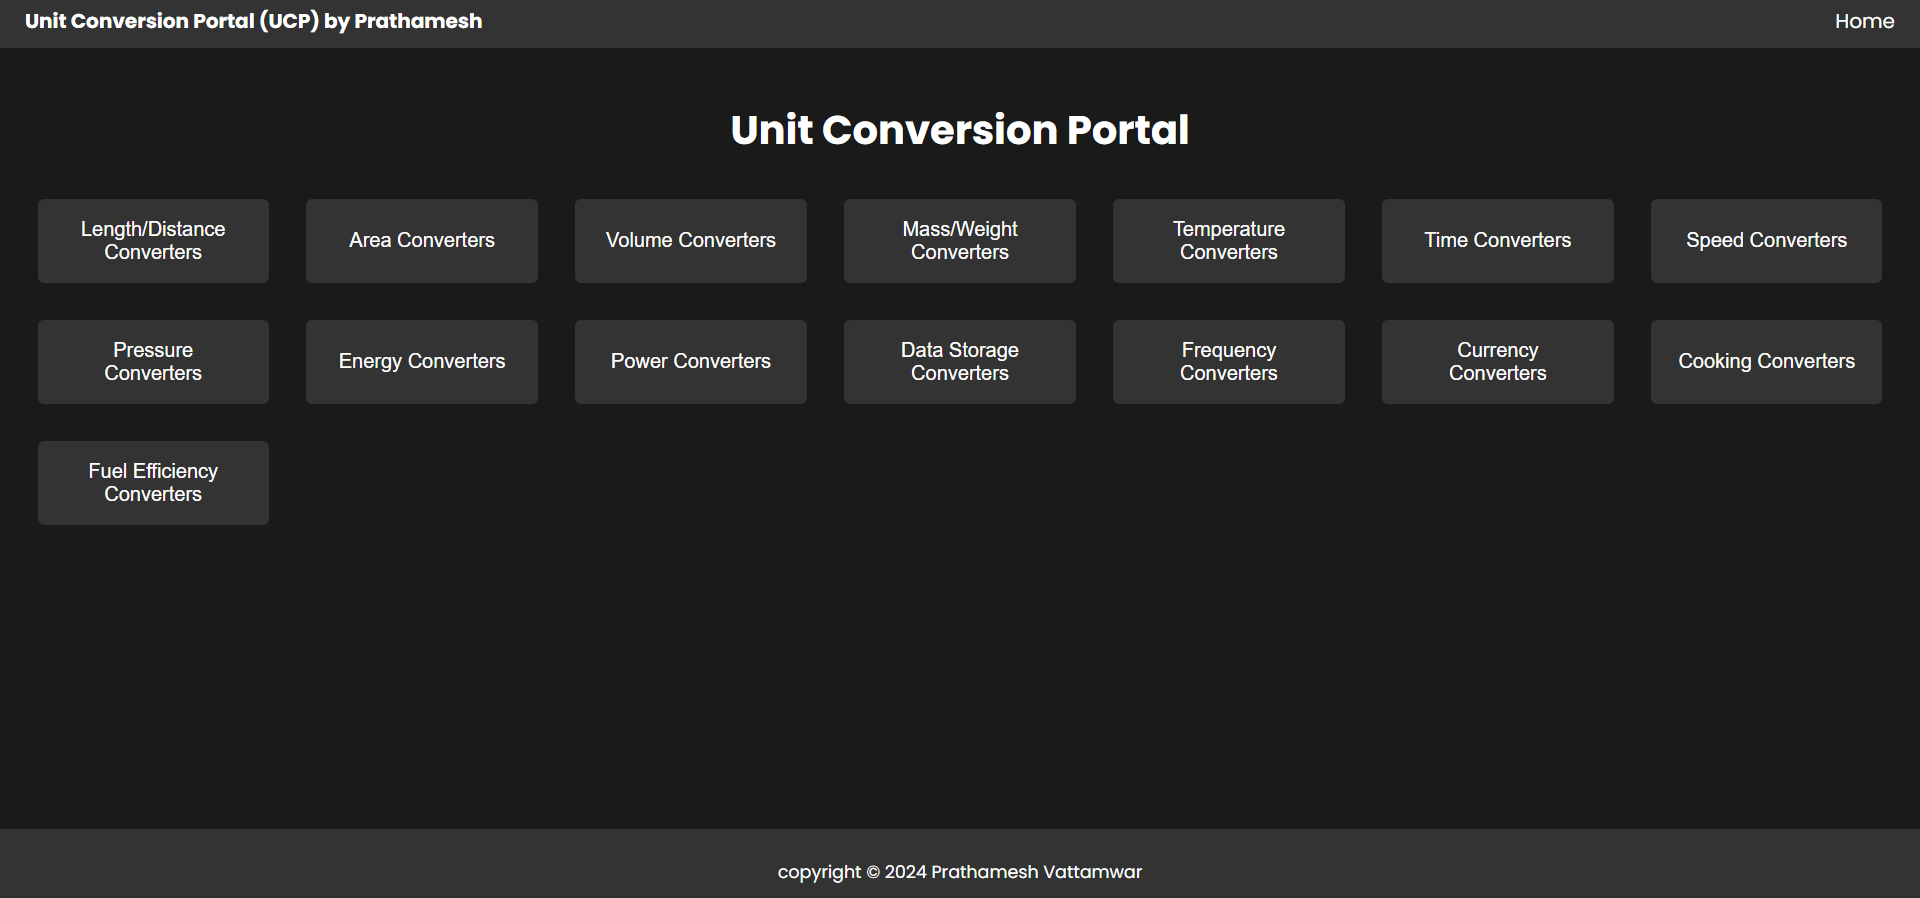 Unit Conversion Portal (UCP) by Prathamesh
Home
Unit Conversion Portal
Length/Distance
Converters
Area Converters
Volume Converters
Mass/Weight
Converters
Temperature
Converters
Time Converters
Speed Converters
Pressure
Converters
Energy Converters
Power Converters
Data Storage
Converters
Frequency
Converters
Currency
Converters
Cooking Converters
Fuel Efficiency
Converters
copyright © 2024 Prathamesh Vattamwar